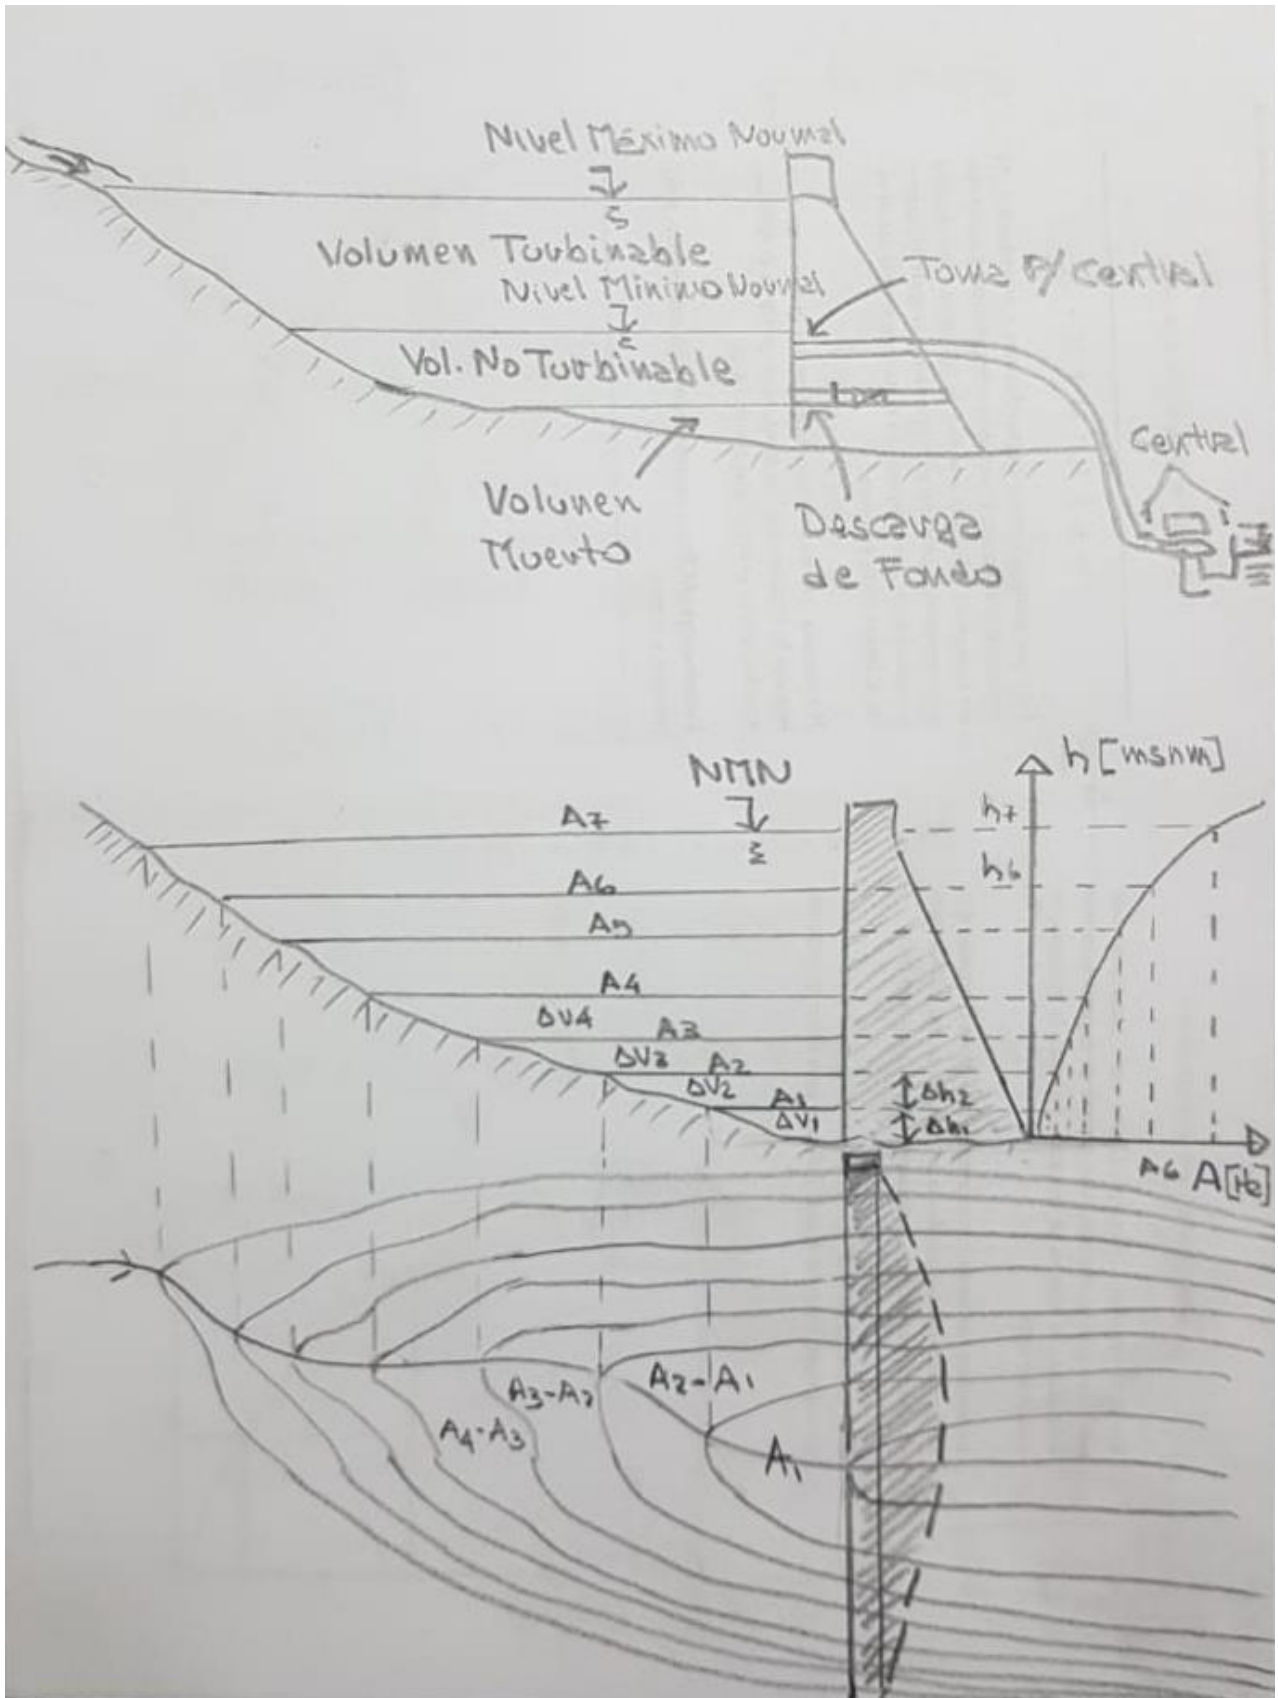 Nivel Máximo Normal
Volumen Turbinable
Nivel Mínimo Normal
Toma p/ Central
Vol. No Turbinable
Central
Volumen
Muerto
Descarga
de Fondo
NMN
h [msnm]
A7
h7
A6
h6
A5
A4
ΔV4
A3
ΔV3
A2
ΔV2
A1
Δh2
ΔV1
Δh1
A6 A[Ha]
A3-A2
A2-A1
A4-A3
A1